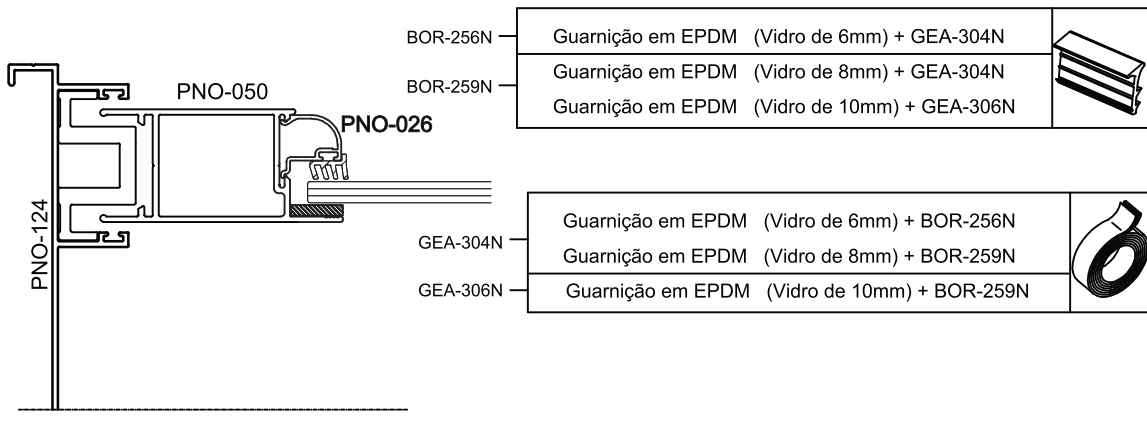 BOR-256N
Guarnição em EPDM (Vidro de 6mm) + GEA-304N
BOR-259N
Guarnição em EPDM (Vidro de 8mm) + GEA-304N
Guarnição em EPDM (Vidro de 10mm) + GEA-306N
PNO-050
PNO-026
PNO-124
GEA-304N
Guarnição em EPDM (Vidro de 6mm) + BOR-256N
Guarnição em EPDM (Vidro de 8mm) + BOR-259N
GEA-306N
Guarnição em EPDM (Vidro de 10mm) + BOR-259N